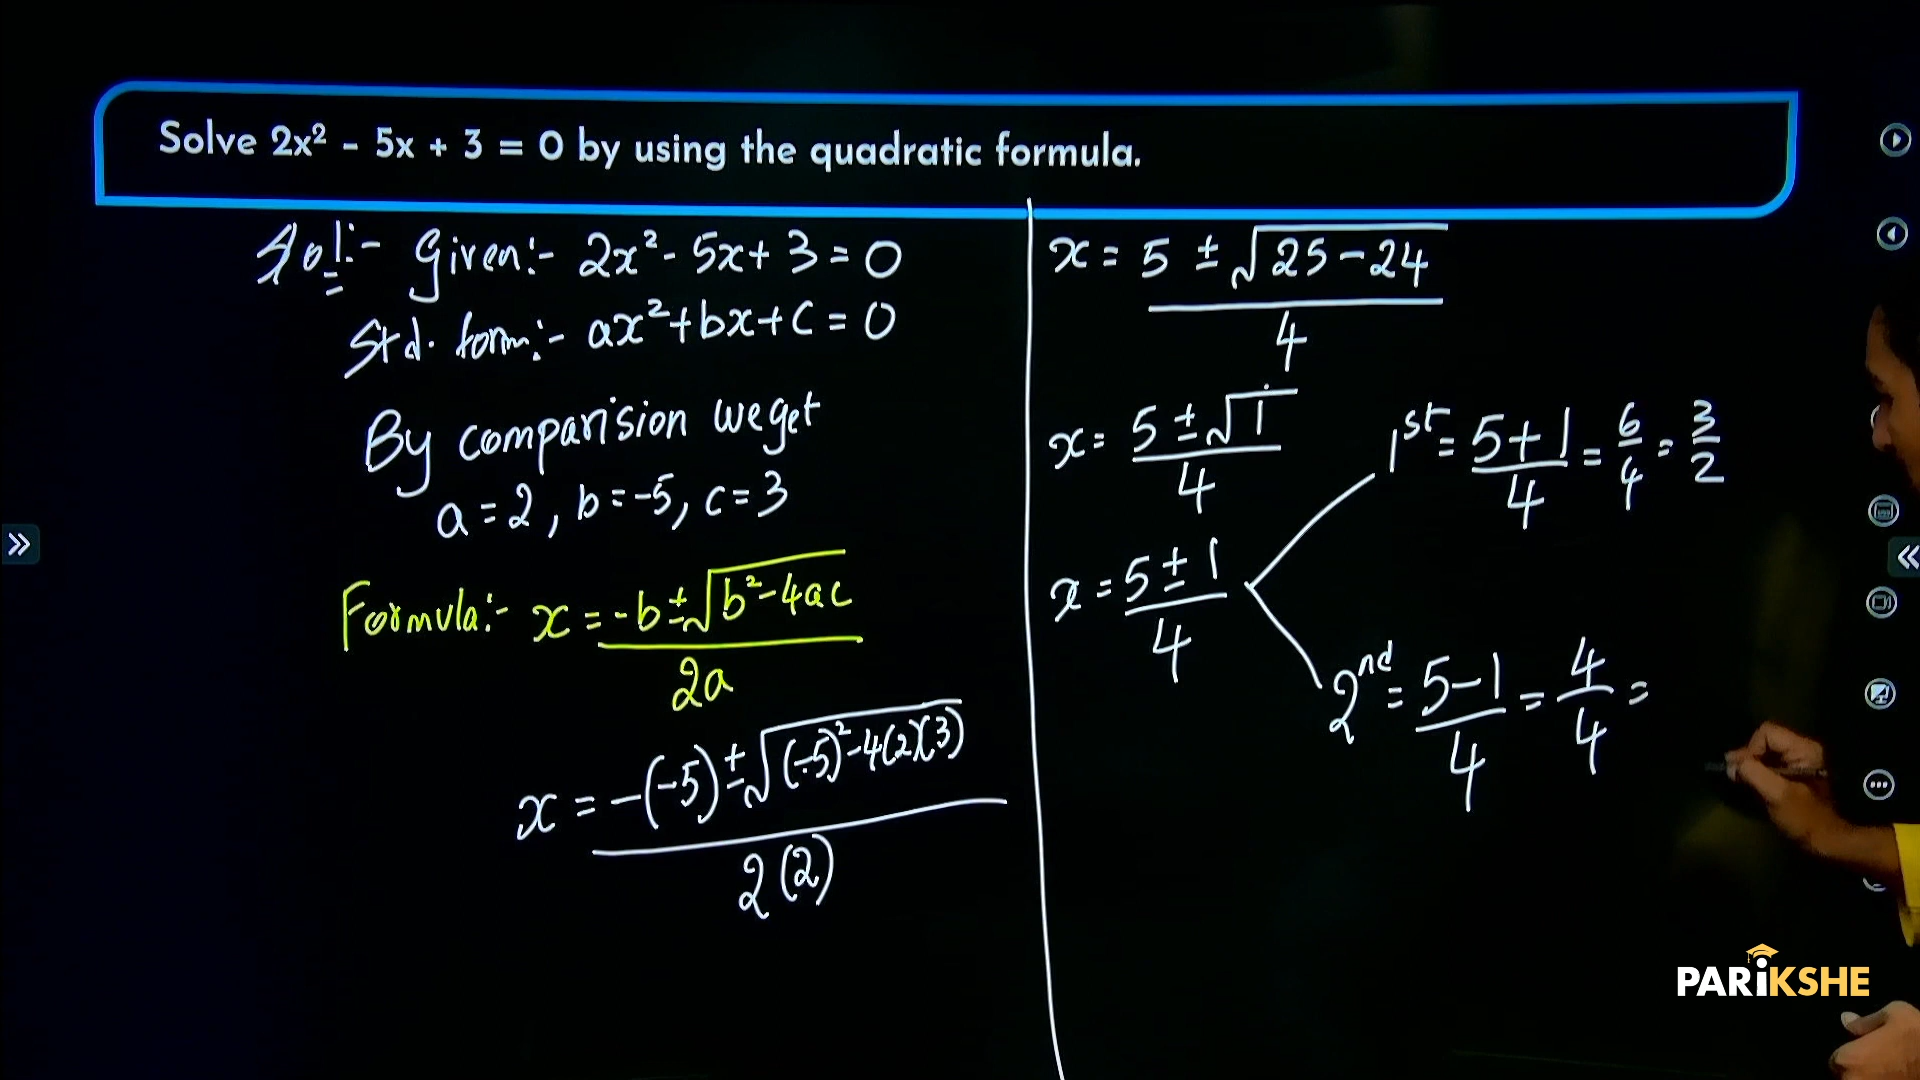 Solve 2x² - 5x + 3 = 0 by using the quadratic formula.
Sol:- Given:- 2x² - 5x + 3 = 0
Std. form:- ax² + bx + c = 0
By comparision we get
a = 2, b = -5, c = 3
Formula:- x = (-b ± √(b² - 4ac)) / 2a
x = (-(-5) ± √((-5)² - 4(2)(3))) / 2(2)
x = (5 ± √(25 - 24)) / 4
x = (5 ± √1) / 4
x = (5 ± 1) / 4
1st = (5 + 1) / 4 = 6/4 = 3/2
2nd = (5 - 1) / 4 = 4/4 =
PARiKSHE